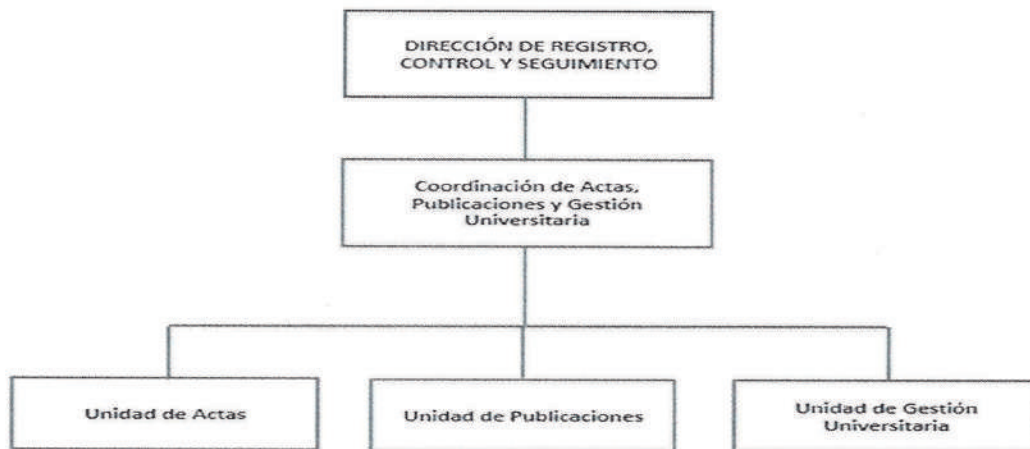 DIRECCIÓN DE REGISTRO,
CONTROL Y SEGUIMIENTO
Coordinación de Actas,
Publicaciones y Gestión
Universitaria
Unidad de Actas
Unidad de Publicaciones
Unidad de Gestión
Universitaria